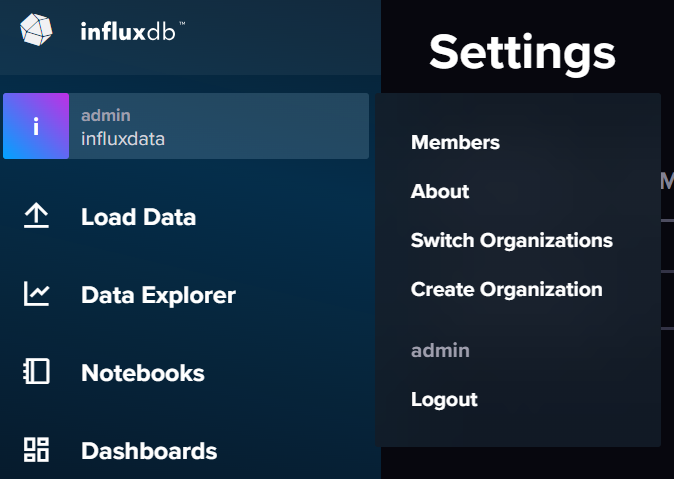 influxdb™
Settings
i
admin
influxdata
Members
About
Switch Organizations
Create Organization
admin
Logout
Load Data
Data Explorer
Notebooks
Dashboards
M